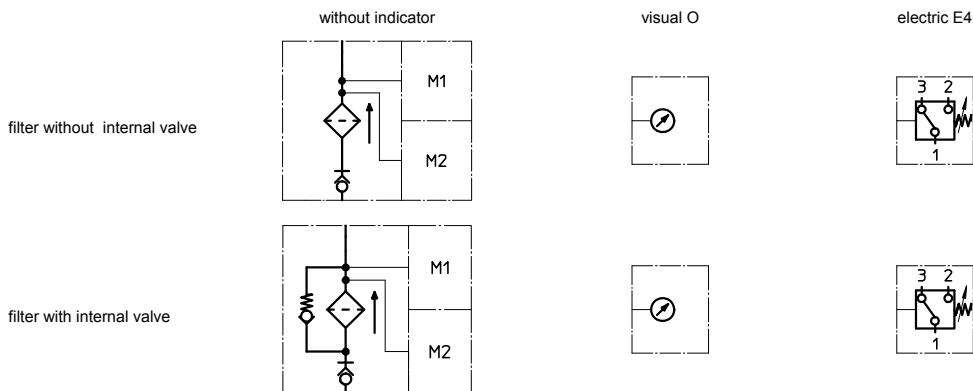 without indicator
visual O
electric E4
filter without internal valve
M1
M2
3 2
1
filter with internal valve
M1
M2
3 2
1